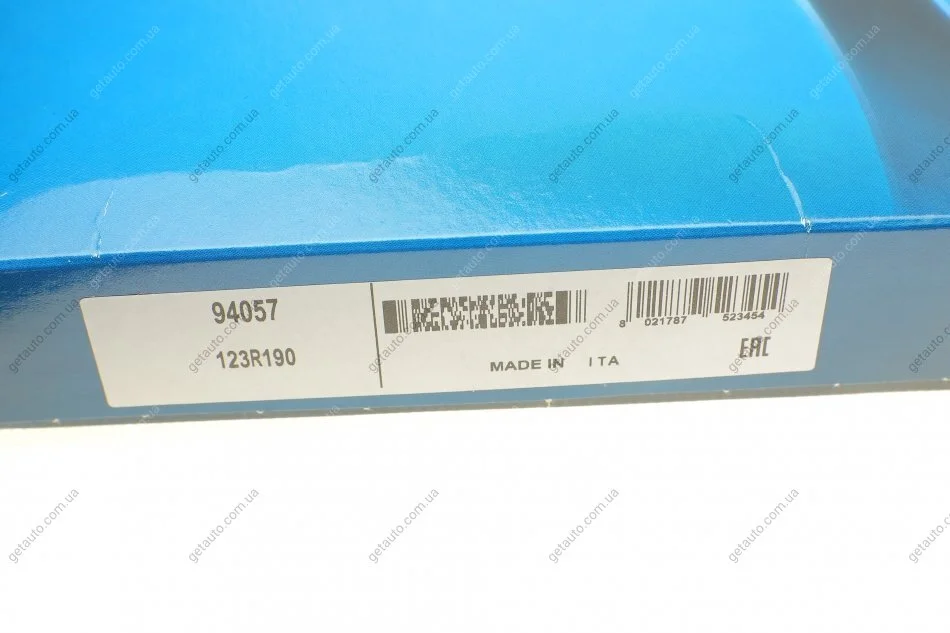 94057
123R190
8 021787 523454
MADE IN ITA
EAC
getauto.com.ua